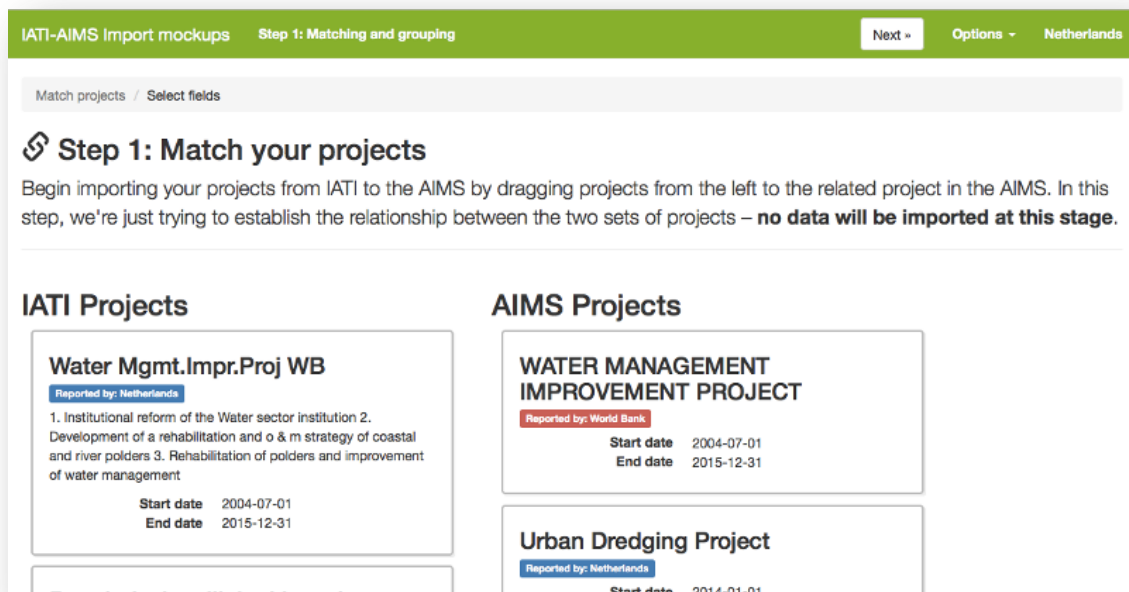 IATI-AIMS Import mockups Step 1: Matching and grouping Next » Options Netherlands
Match projects / Select fields
Step 1: Match your projects
Begin importing your projects from IATI to the AIMS by dragging projects from the left to the related project in the AIMS. In this
step, we're just trying to establish the relationship between the two sets of projects – no data will be imported at this stage.
IATI Projects
Water Mgmt.Impr.Proj WB
Reported by: Netherlands
1. Institutional reform of the Water sector institution 2.
Development of a rehabilitation and o & m strategy of coastal
and river polders 3. Rehabilitation of polders and improvement
of water management
Start date 2004-07-01
End date 2015-12-31
AIMS Projects
WATER MANAGEMENT
IMPROVEMENT PROJECT
Reported by: World Bank
Start date 2004-07-01
End date 2015-12-31
Urban Dredging Project
Reported by: Netherlands
Start date 2014-01-01